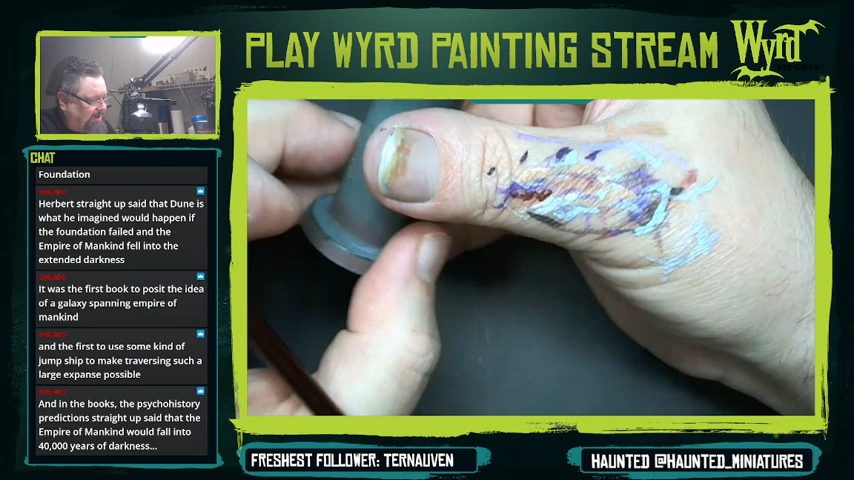 PLAY WYRD PAINTING STREAM
Wyrd
CHAT
Foundation
Herbert straight up said that Dune is
what he imagined would happen if
the foundation failed and the
Empire of Mankind fell into the
extended darkness
It was the first book to posit the idea
of a galaxy spanning empire of
mankind
and the first to use some kind of
jump ship to make traversing such a
large expanse possible
And in the books, the psychohistory
predictions straight up said that the
Empire of Mankind would fall into
40,000 years of darkness...
FRESHEST FOLLOWER: TERNAUVEN
HAUNTED @HAUNTED_MINIATURES